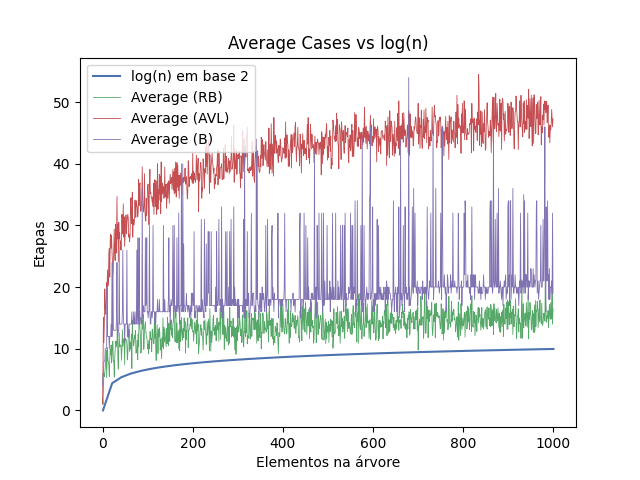 Average Cases vs log(n)
log(n) em base 2
Average (RB)
Average (AVL)
Average (B)
50
40
30
20
10
0
Etapas
0 200 400 600 800 1000
Elementos na árvore